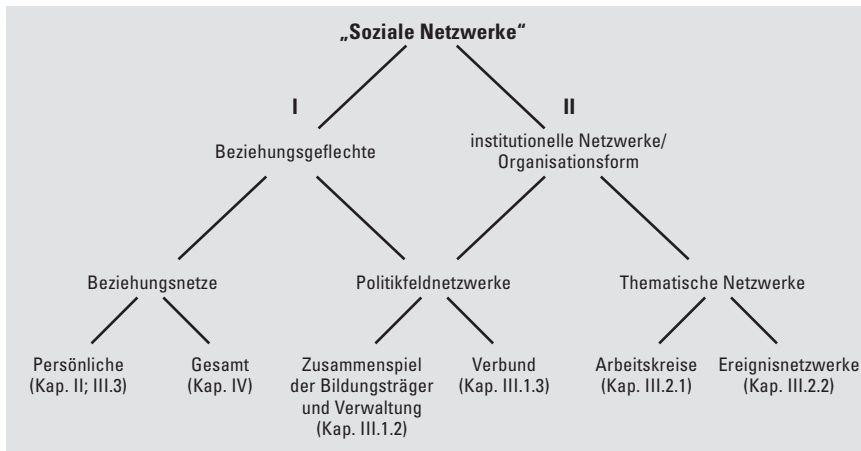 „Soziale Netzwerke“
I
II
Beziehungsgeflechte
institutionelle Netzwerke/
Organisationsform
Beziehungsnetze
Politikfeldnetzwerke
Thematische Netzwerke
Persönliche
(Kap. II; III.3)
Gesamt
(Kap. IV)
Zusammenspiel
der Bildungsträger
und Verwaltung
(Kap. III.1.2)
Verbund
(Kap. III.1.3)
Arbeitskreise
(Kap. III.2.1)
Ereignisnetzwerke
(Kap. III.2.2)